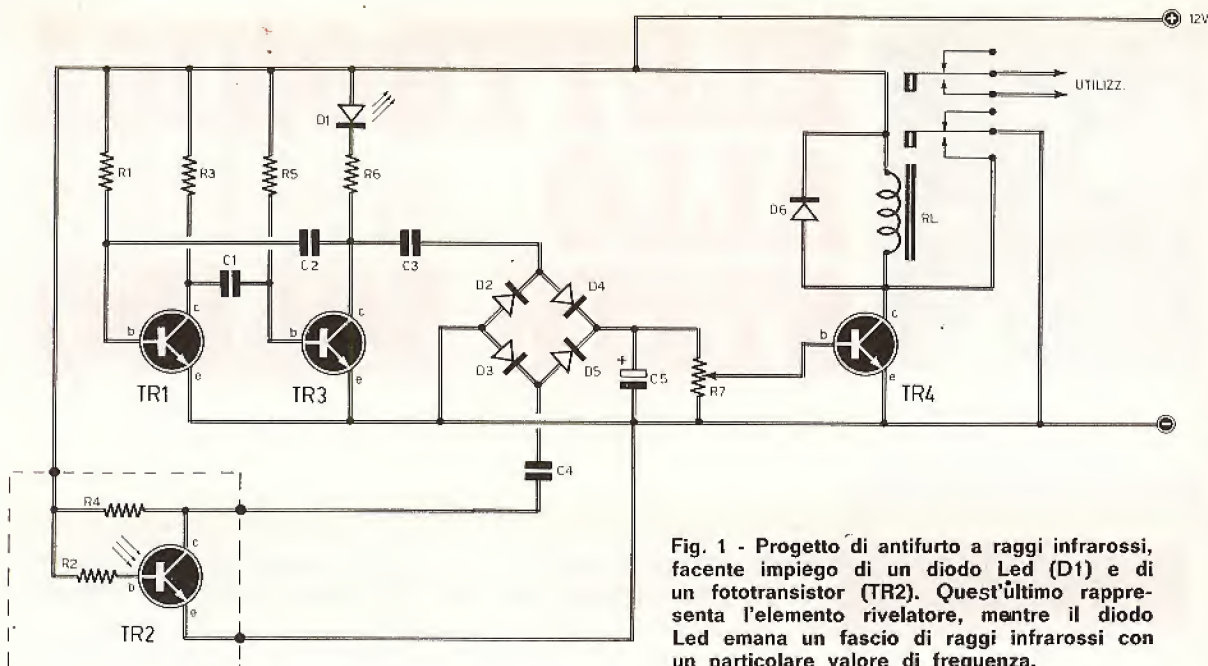 + 12V
UTILIZZ.
D1
R1
R3
R5
R6
D6
RL
C1
C2
C3
D2
D4
D3
D5
+
C5
R7
b
c
e
TR1
b
c
e
TR3
b
c
e
TR4
-
C4
R4
R2
b
c
e
TR2
Fig. 1 - Progetto di antifurto a raggi infrarossi,
facente impiego di un diodo Led (D1) e di
un fototransistor (TR2). Quest'ultimo rappre-
senta l'elemento rivelatore, mentre il diodo
Led emana un fascio di raggi infrarossi con
un particolare valore di frequenza.